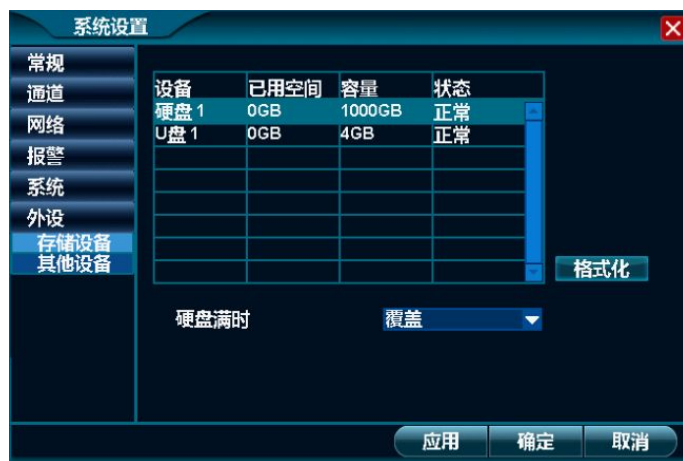 系统设置
常规
通道
网络
报警
系统
外设
存储设备
其他设备
设备 已用空间 容量 状态
硬盘 1 0GB 1000GB 正常
U盘 1 0GB 4GB 正常
格式化
硬盘满时 覆盖
应用 确定 取消